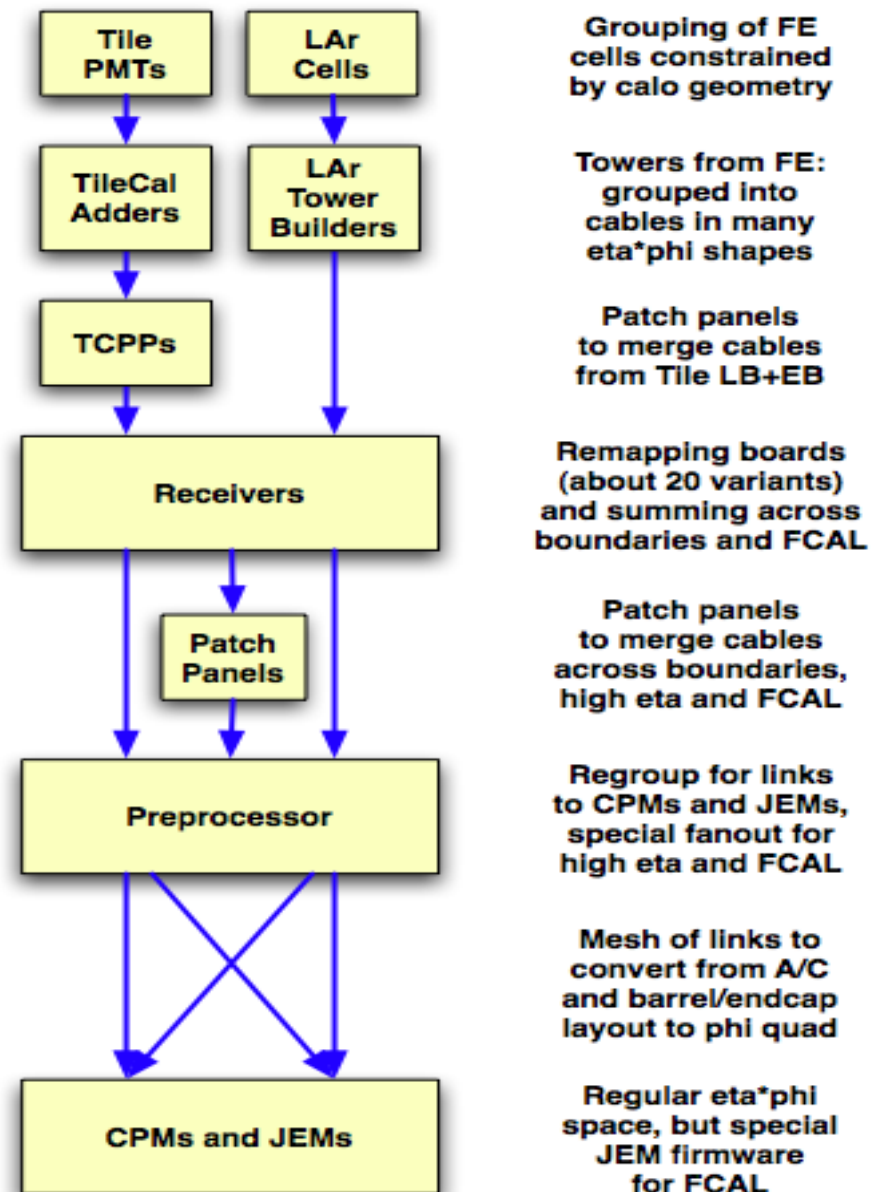 Tile
PMTs
LAr
Cells
Grouping of FE
cells constrained
by calo geometry
TileCal
Adders
LAr
Tower
Builders
Towers from FE:
grouped into
cables in many
eta*phi shapes
TCPPs
Patch panels
to merge cables
from Tile LB+EB
Receivers
Remapping boards
(about 20 variants)
and summing across
boundaries and FCAL
Patch
Panels
Patch panels
to merge cables
across boundaries,
high eta and FCAL
Preprocessor
Regroup for links
to CPMs and JEMs,
special fanout for
high eta and FCAL
Mesh of links to
convert from A/C
and barrel/endcap
layout to phi quad
CPMs and JEMs
Regular eta*phi
space, but special
JEM firmware
for FCAL